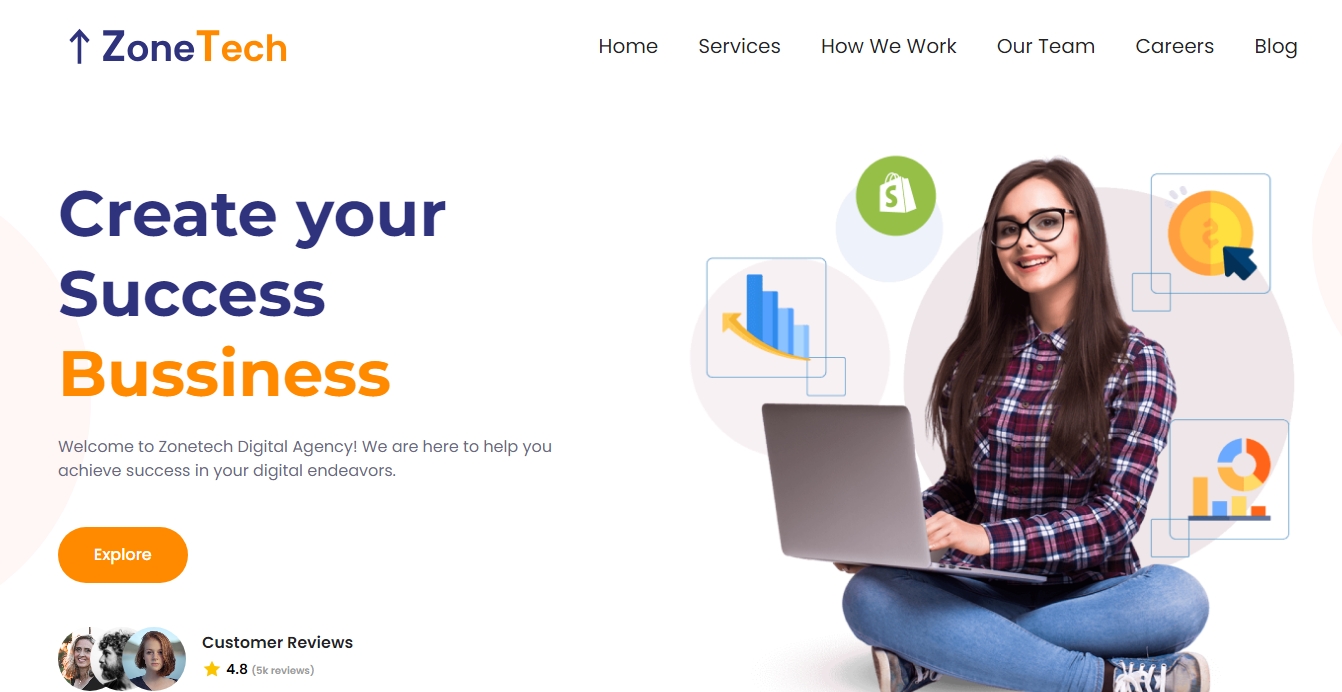 ZoneTech
Home Services How We Work Our Team Careers Blog
Create your
Success
Bussiness
Welcome to Zonetech Digital Agency! We are here to help you
achieve success in your digital endeavors.
Explore
Customer Reviews
4.8 (5k reviews)